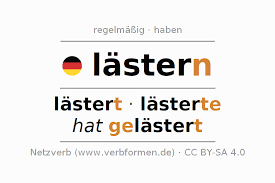 regelmäßig · haben
lästern
lästert · lästerte
hat gelästert
Netzverb (www.verbformen.de) · CC BY-SA 4.0